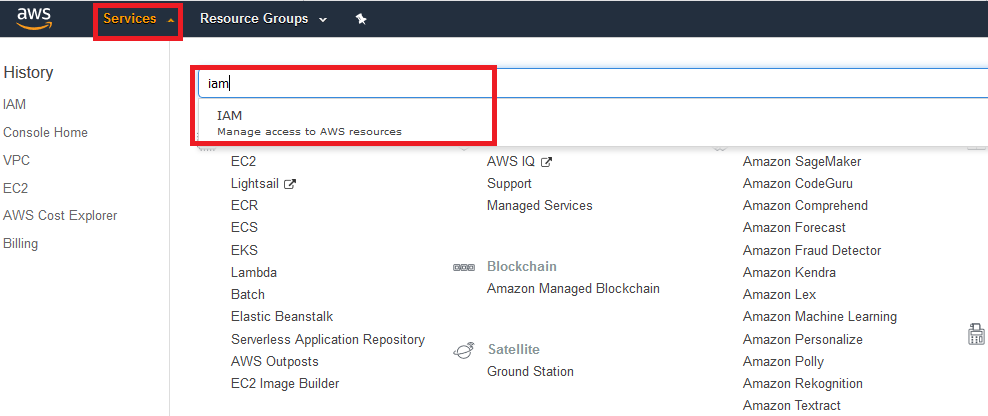 aws
Services
Resource Groups
History
IAM
Console Home
VPC
EC2
AWS Cost Explorer
Billing
iam
IAM
Manage access to AWS resources
EC2
Lightsail
ECR
ECS
EKS
Lambda
Batch
Elastic Beanstalk
Serverless Application Repository
AWS Outposts
EC2 Image Builder
AWS IQ
Support
Managed Services
Blockchain
Amazon Managed Blockchain
Satellite
Ground Station
Amazon SageMaker
Amazon CodeGuru
Amazon Comprehend
Amazon Forecast
Amazon Fraud Detector
Amazon Kendra
Amazon Lex
Amazon Machine Learning
Amazon Personalize
Amazon Polly
Amazon Rekognition
Amazon Textract